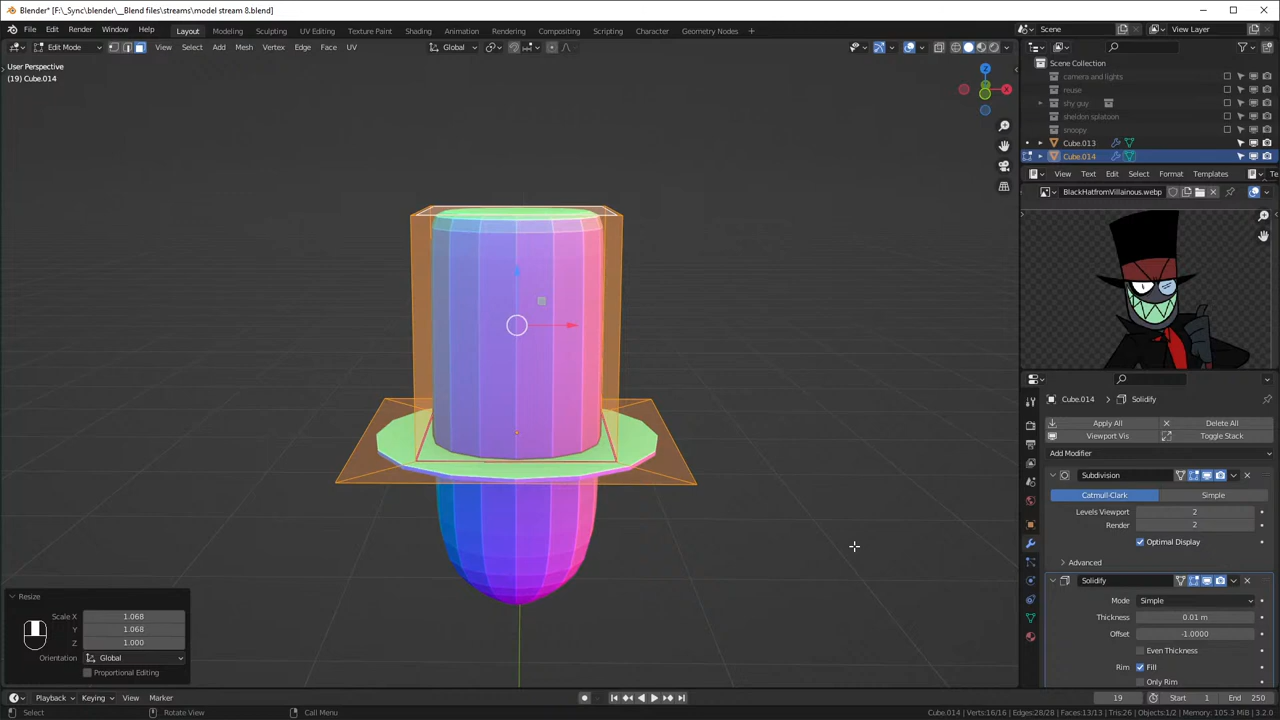 Blender* [F:\_Sync\blender\__Blend files\streams\model stream 8.blend]
File Edit Render Window Help Layout Modeling Sculpting UV Editing Texture Paint Shading Animation Rendering Compositing Scripting Character Geometry Nodes + Scene View Layer
Edit Mode View Select Add Mesh Vertex Edge Face UV Global
User Perspective
(19) Cube.014
Z
X
Scene Collection
camera and lights
reuse
shy guy
sheldon splatoon
snoopy
Cube.013
Cube.014
View Text Edit Select Format Templates Te
BlackHatfromVillainous.webp
Cube.014 > Solidify
Apply All Delete All
Viewport Vis Toggle Stack
Add Modifier
Subdivision
Catmull-Clark Simple
Levels Viewport 2
Render 2
Optimal Display
Advanced
Solidify
Mode Simple
Thickness 0.01 m
Offset -1.0000
Even Thickness
Rim Fill
Only Rim
Resize
Scale X 1.068
Y 1.068
Z 1.000
Orientation Global
Proportional Editing
Playback Keying View Marker 19 Start 1 End 250
Select Rotate View Call Menu Cube.014 | Verts:16/16 | Edges:28/28 | Faces:13/13 | Tris:26 | Objects:1/2 | Memory: 105.3 MiB | 3.2.0